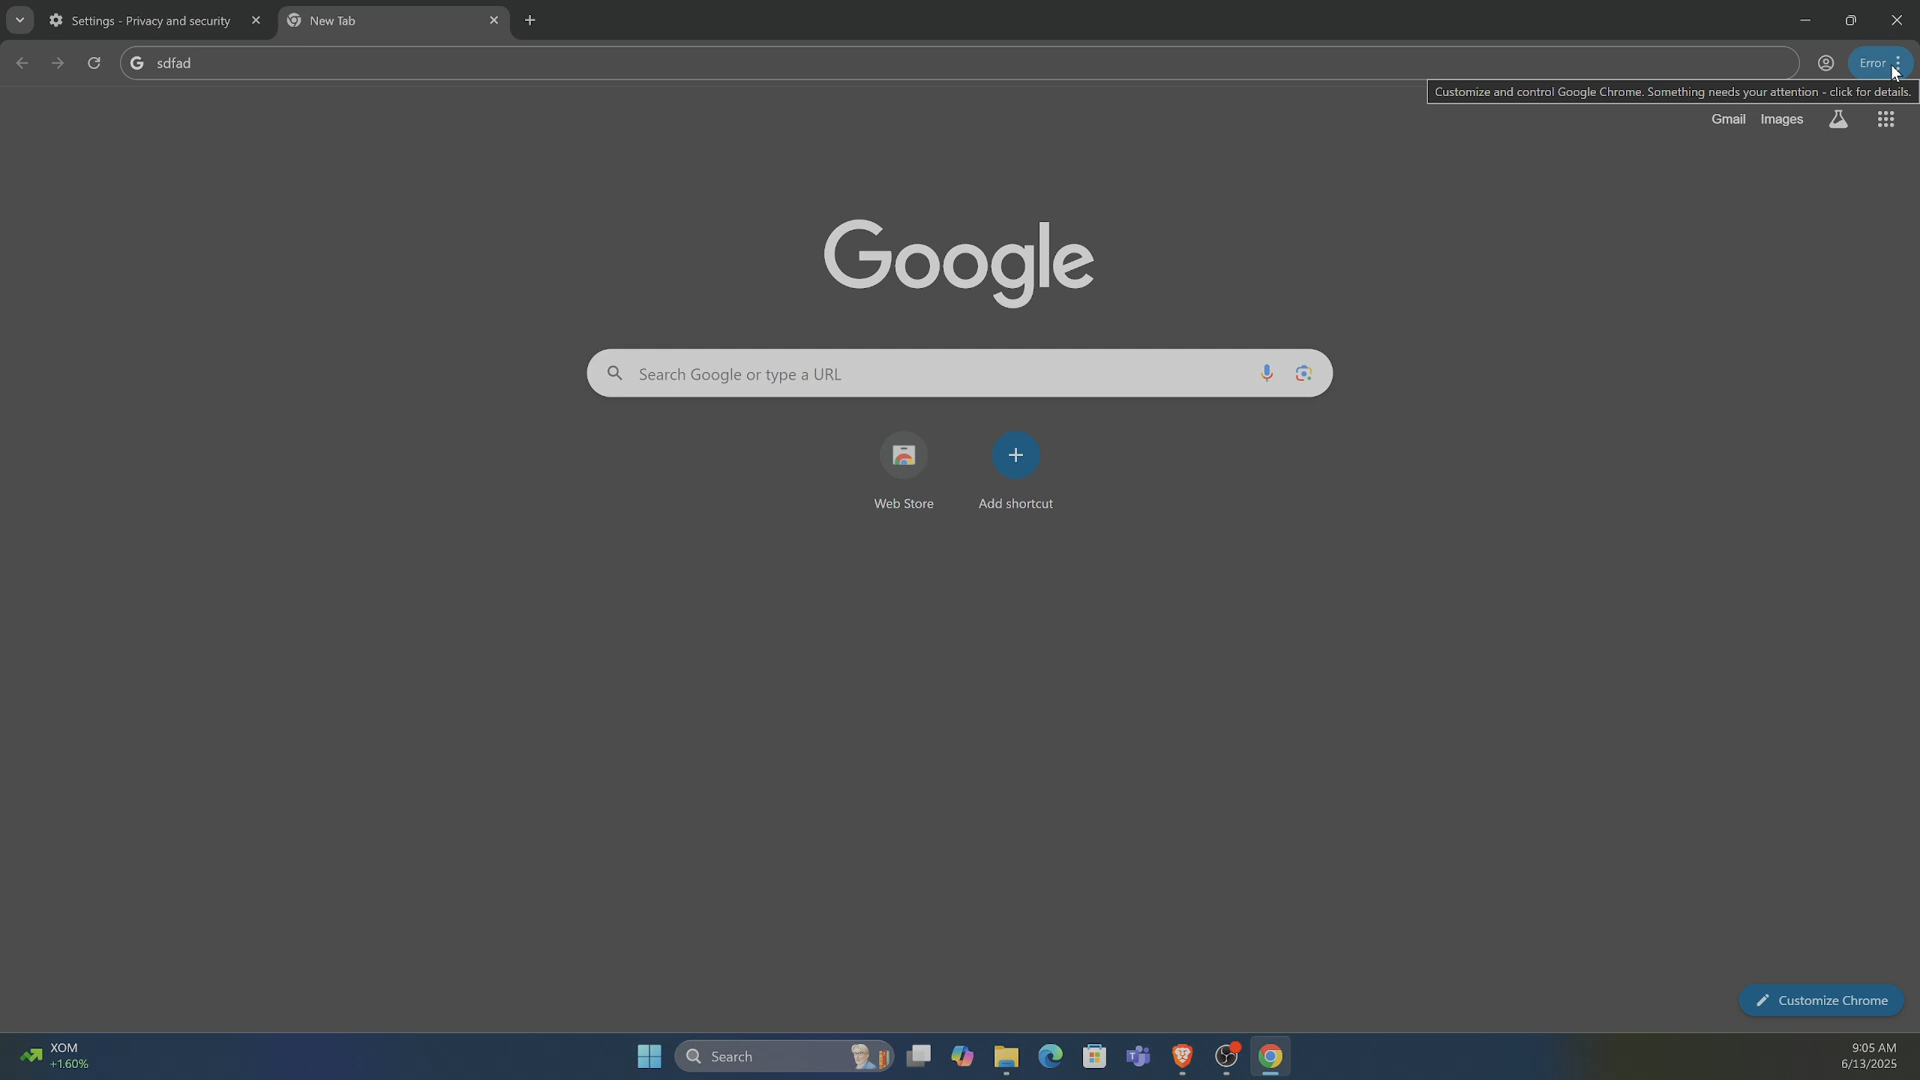 Settings - Privacy and security
New Tab
sdfad
Error
Customize and control Google Chrome. Something needs your attention - click for details.
Gmail Images
Google
Search Google or type a URL
Web Store Add shortcut
Customize Chrome
XOM
+1.60%
Search
9:05 AM
6/13/2025